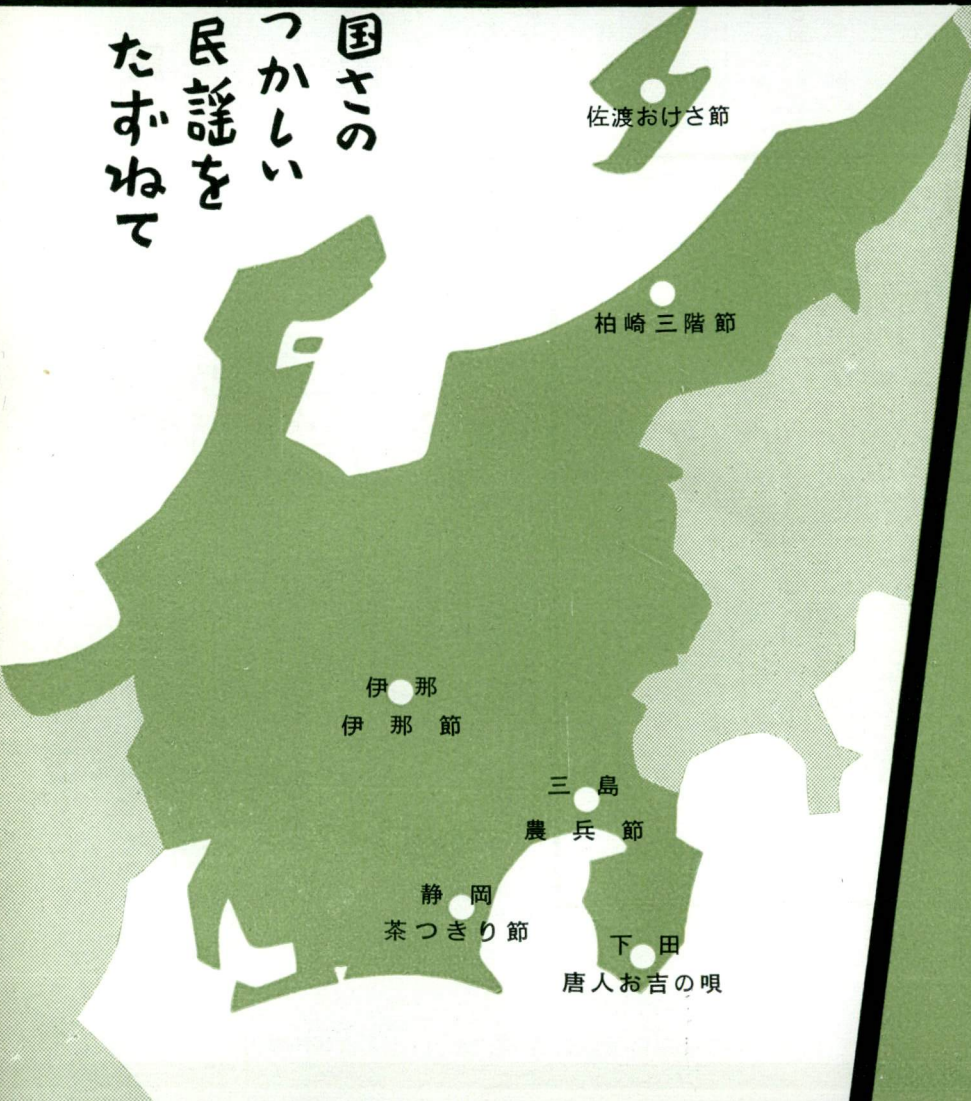 国さの
つかしい
民謡を
たずねて
佐渡おけさ節
柏崎三階節
伊那
伊那節
三島
農兵節
静岡
茶つきり節
下田
唐人お吉の唄